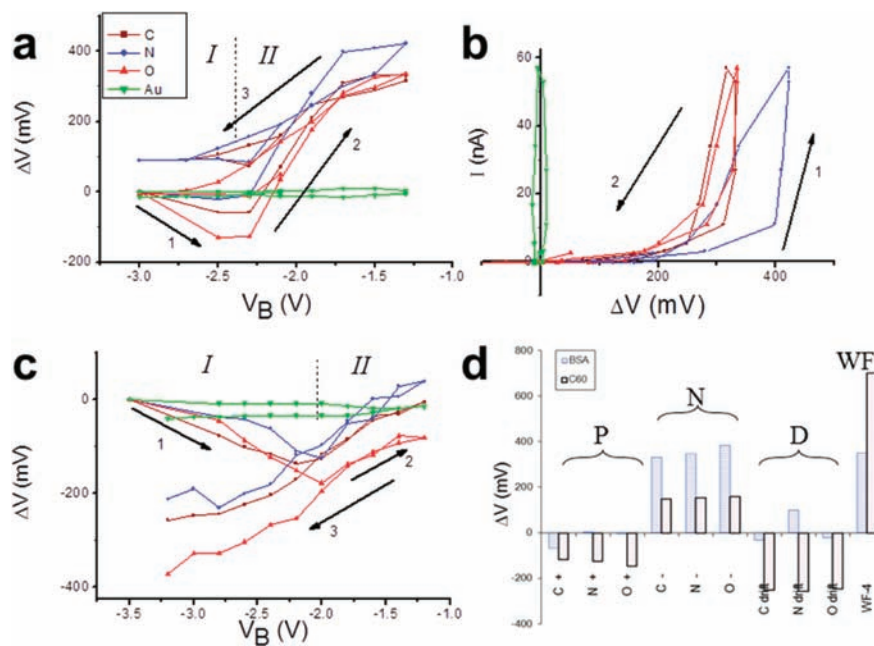 a
I
II
C
N
O
Au
400
200
0
-200
ΔV (mV)
3
2
1
-3.0
-2.5
-2.0
-1.5
-1.0
V_B (V)
b
60
40
20
0
I (nA)
2
1
200
400
ΔV (mV)
c
I
II
0
-100
-200
-300
-400
ΔV (mV)
1
2
3
-3.5
-3.0
-2.5
-2.0
-1.5
-1.0
V_B (V)
d
BSA
C60
WF
N
P
D
800
600
400
200
0
-200
-400
ΔV (mV)
C +
N +
O +
C -
N -
O -
C drift
N drift
O drift
WF-4